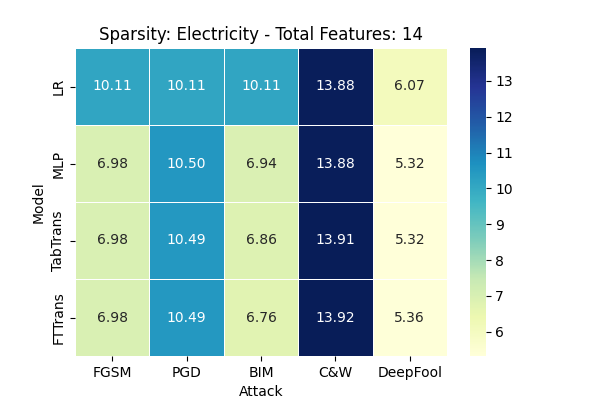 Sparsity: Electricity - Total Features: 14
LR 10.11 10.11 10.11 13.88 6.07
MLP 6.98 10.50 6.94 13.88 5.32
TabTrans 6.98 10.49 6.86 13.91 5.32
FTTrans 6.98 10.49 6.76 13.92 5.36
Model
FGSM PGD BIM C&W DeepFool
Attack
13
12
11
10
9
8
7
6